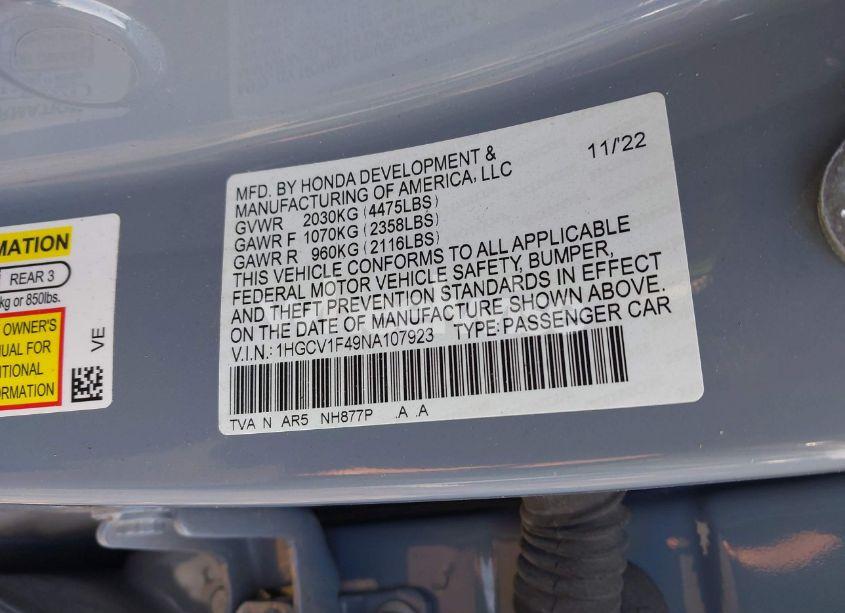 MFD. BY HONDA DEVELOPMENT & 11/22
MANUFACTURING OF AMERICA, LLC
GVWR 2030KG (4475LBS)
GAWR F 1070KG (2358LBS)
GAWR R 960KG (2116LBS)
THIS VEHICLE CONFORMS TO ALL APPLICABLE
FEDERAL MOTOR VEHICLE SAFETY, BUMPER,
AND THEFT PREVENTION STANDARDS IN EFFECT
ON THE DATE OF MANUFACTURE SHOWN ABOVE.
V.I.N.: 1HGCV1F49NA107923 TYPE: PASSENGER CAR
TVA N AR5 NH877P .A .A
MATION
REAR 3
kg or 850lbs.
OWNER'S
UAL FOR
ITIONAL
ORMATION
VE